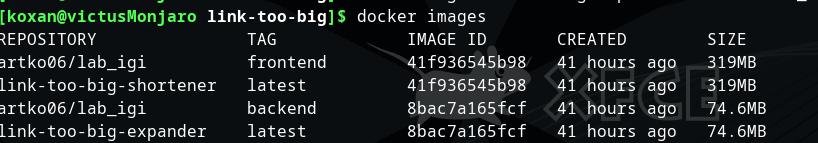 [koxan@victusMonjaro link-too-big]$ docker images
REPOSITORY TAG IMAGE ID CREATED SIZE
artko06/lab_igi frontend 41f936545b98 41 hours ago 319MB
link-too-big-shortener latest 41f936545b98 41 hours ago 319MB
artko06/lab_igi backend 8bac7a165fcf 41 hours ago 74.6MB
link-too-big-expander latest 8bac7a165fcf 41 hours ago 74.6MB
XFCE